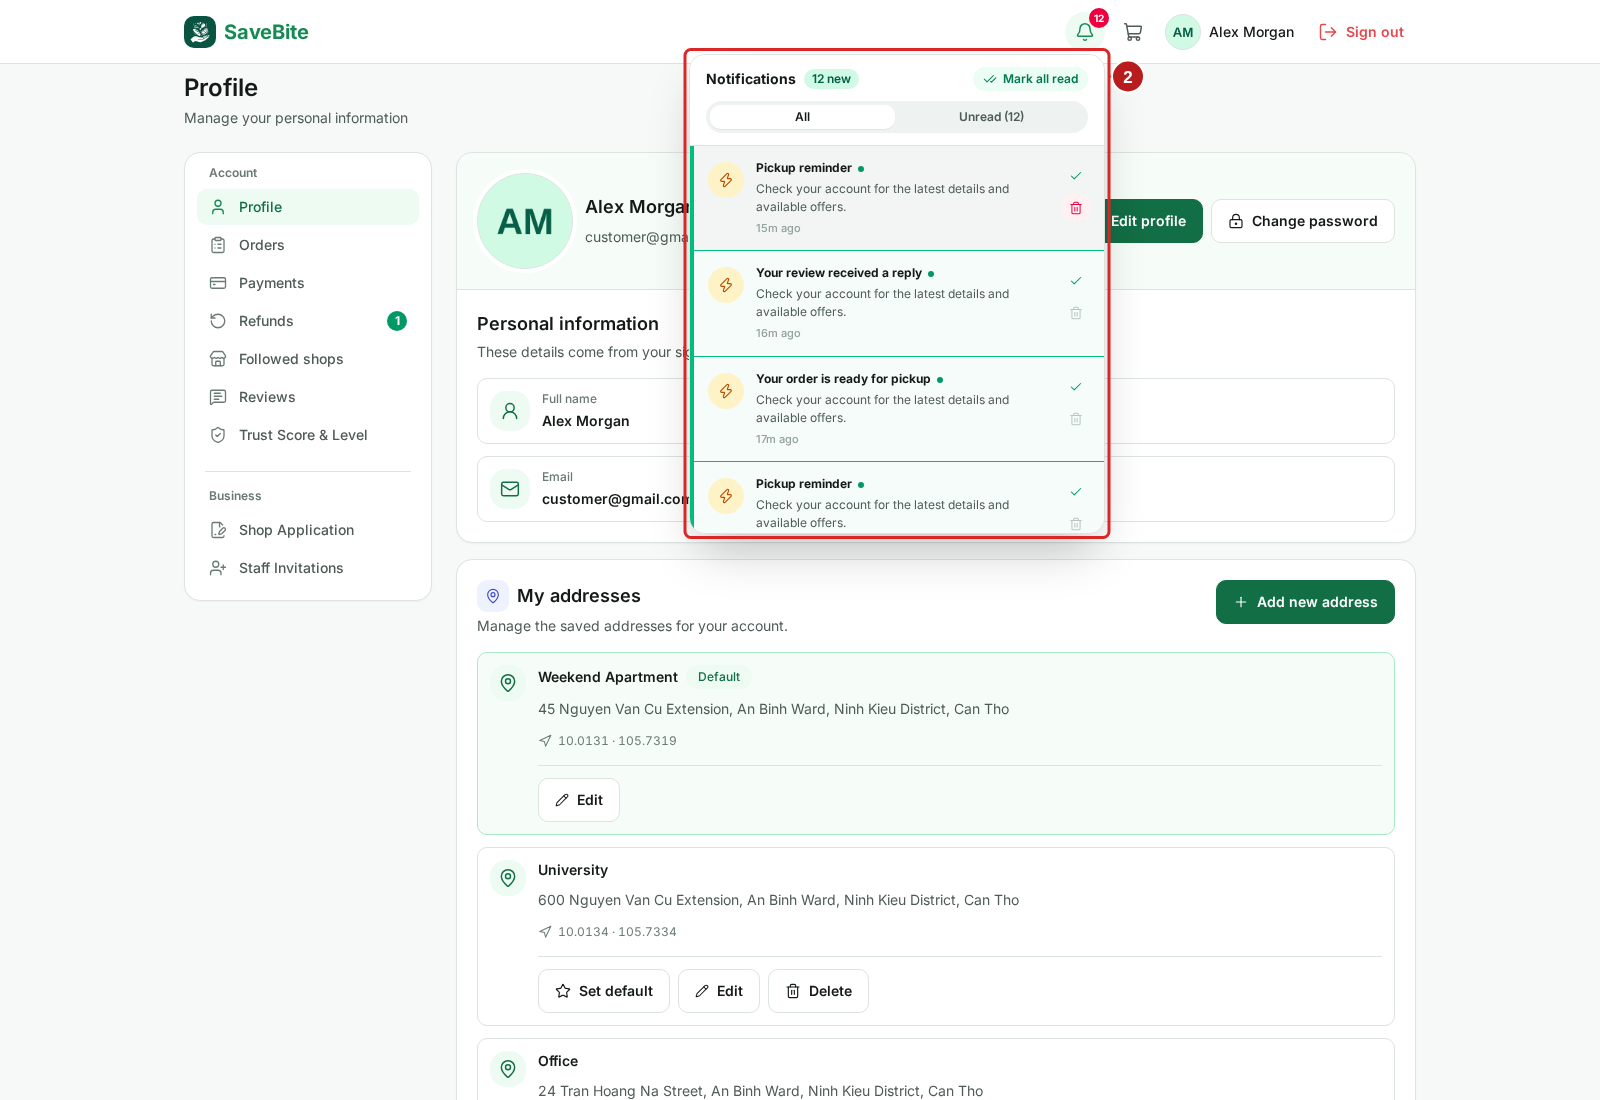 SaveBite
12
AM
Alex Morgan
Sign out
Profile
Manage your personal information
Account
Profile
Orders
Payments
Refunds
1
Followed shops
Reviews
Trust Score & Level
Business
Shop Application
Staff Invitations
Notifications
12 new
Mark all read
2
All
Unread (12)
Pickup reminder
Check your account for the latest details and
available offers.
15m ago
Your review received a reply
Check your account for the latest details and
available offers.
16m ago
Your order is ready for pickup
Check your account for the latest details and
available offers.
17m ago
Pickup reminder
Check your account for the latest details and
available offers.
AM
Alex Morgan
customer@gma
Edit profile
Change password
Personal information
These details come from your
Full name
Alex Morgan
Email
customer@gmail.com
My addresses
Manage the saved addresses for your account.
Add new address
Weekend Apartment
Default
45 Nguyen Van Cu Extension, An Binh Ward, Ninh Kieu District, Can Tho
10.0131 · 105.7319
Edit
University
600 Nguyen Van Cu Extension, An Binh Ward, Ninh Kieu District, Can Tho
10.0134 · 105.7334
Set default
Edit
Delete
Office
24 Tran Hoang Na Street, An Binh Ward, Ninh Kieu District, Can Tho